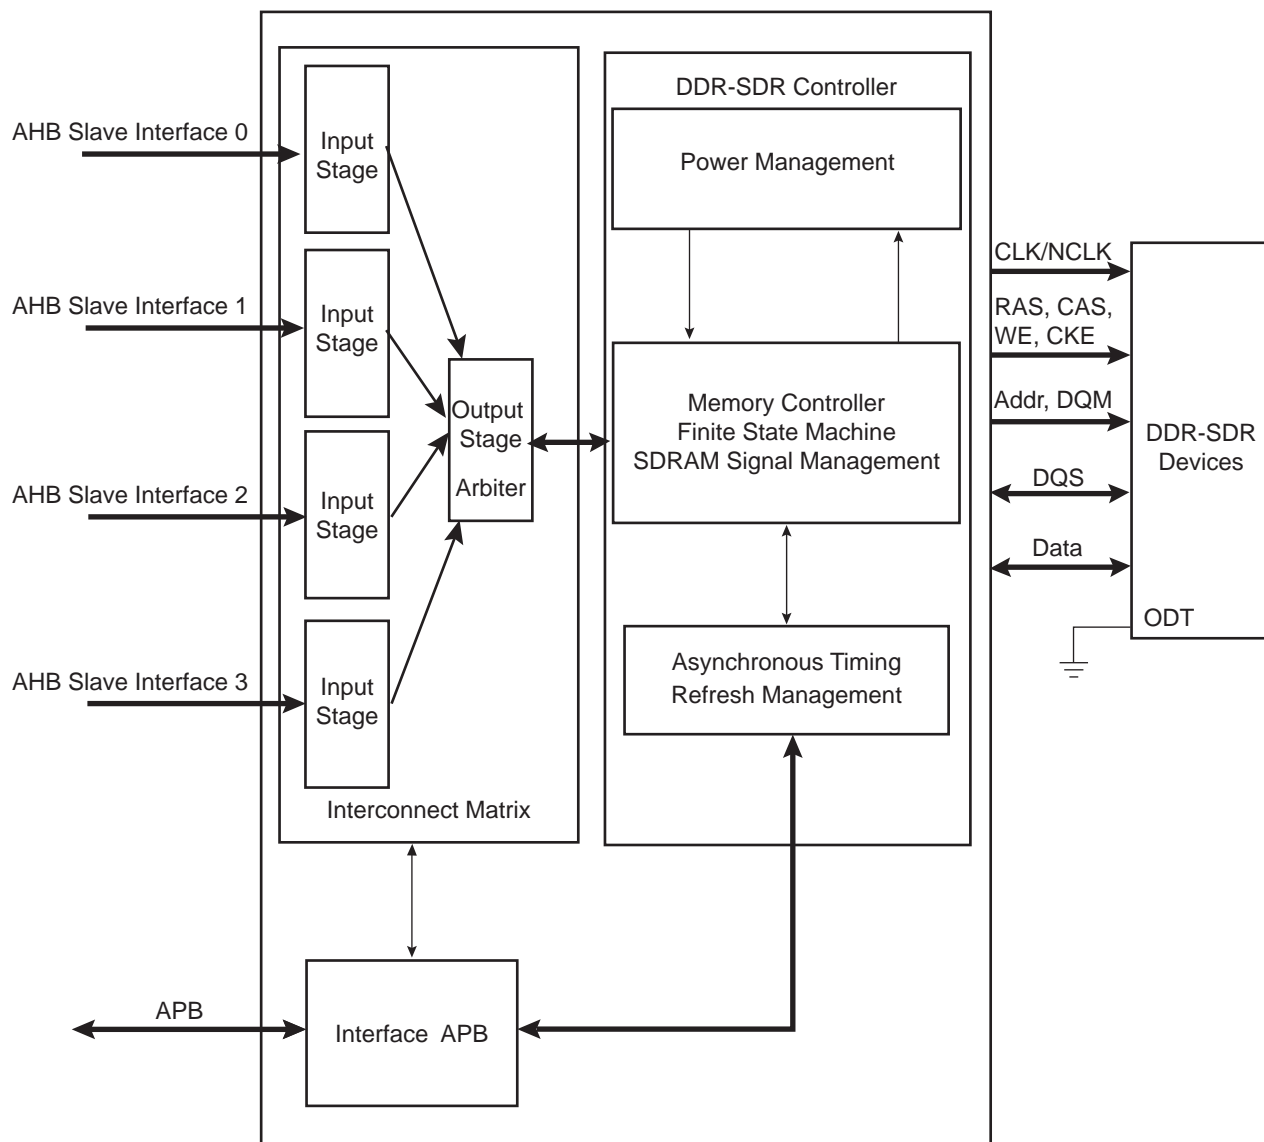 DDR-SDR Controller
AHB Slave Interface 0
Input
Stage
Power Management
CLK/NCLK
AHB Slave Interface 1
Input
Stage
RAS, CAS,
WE, CKE
Output
Stage
Arbiter
Memory Controller
Finite State Machine
SDRAM Signal Management
Addr, DQM
DDR-SDR
Devices
AHB Slave Interface 2
Input
Stage
DQS
Data
ODT
AHB Slave Interface 3
Input
Stage
Asynchronous Timing
Refresh Management
Interconnect Matrix
APB
Interface APB